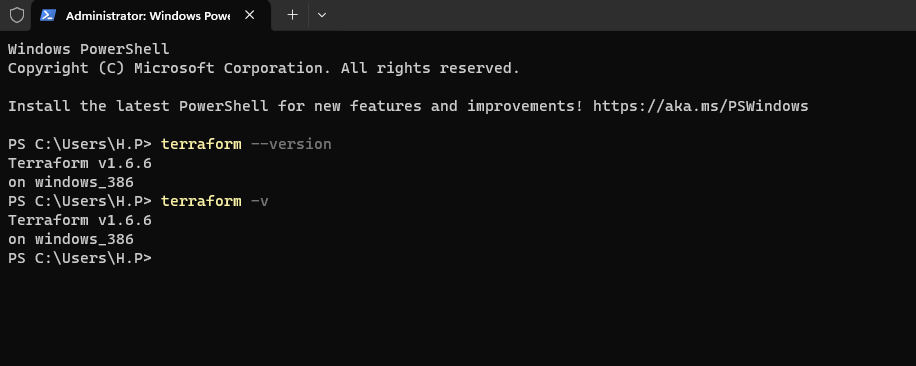 Administrator: Windows Powe
Windows PowerShell
Copyright (C) Microsoft Corporation. All rights reserved.
Install the latest PowerShell for new features and improvements! https://aka.ms/PSWindows
PS C:\Users\H.P> terraform --version
Terraform v1.6.6
on windows_386
PS C:\Users\H.P> terraform -v
Terraform v1.6.6
on windows_386
PS C:\Users\H.P>